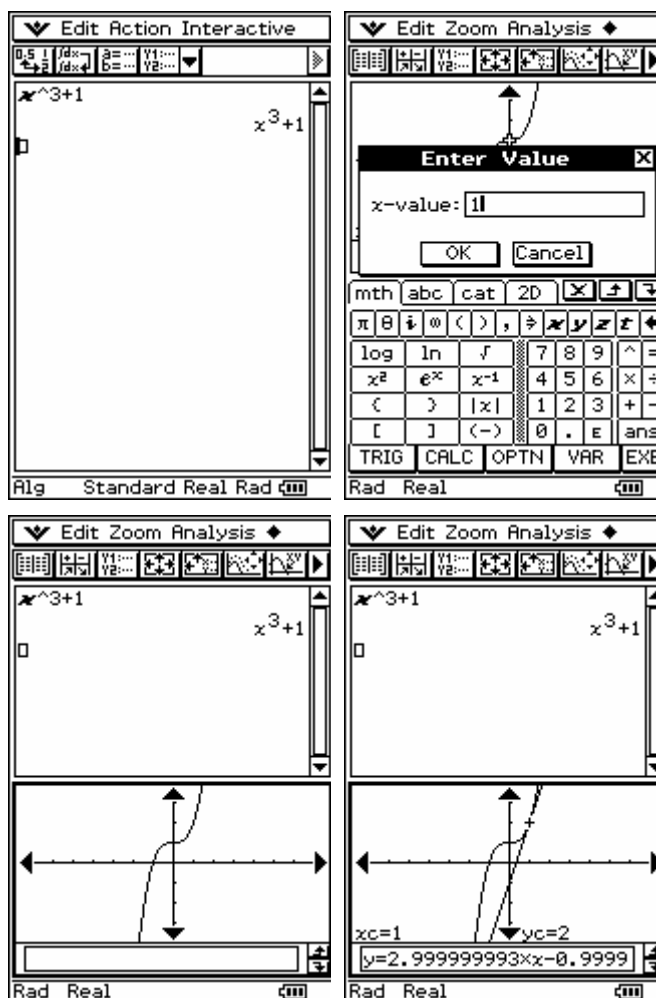 Edit Action Interactive
x^3+1
x³+1
Alg Standard Real Rad
Edit Zoom Analysis
Enter Value
x-value: 1
OK Cancel
mth abc cat 2D
π θ i ∞ ( ) , ⇒ x y z t
log ln √ 7 8 9 ^ =
x² eˣ x⁻¹ 4 5 6 × ÷
( ) |x| 1 2 3 + -
[ ] (-) 0 . E ans
TRIG CALC OPTN VAR EXE
Rad Real
Edit Zoom Analysis
x^3+1
x³+1
Rad Real
Edit Zoom Analysis
x^3+1
x³+1
xc=1 yc=2
y=2.999999993×x-0.9999
Rad Real